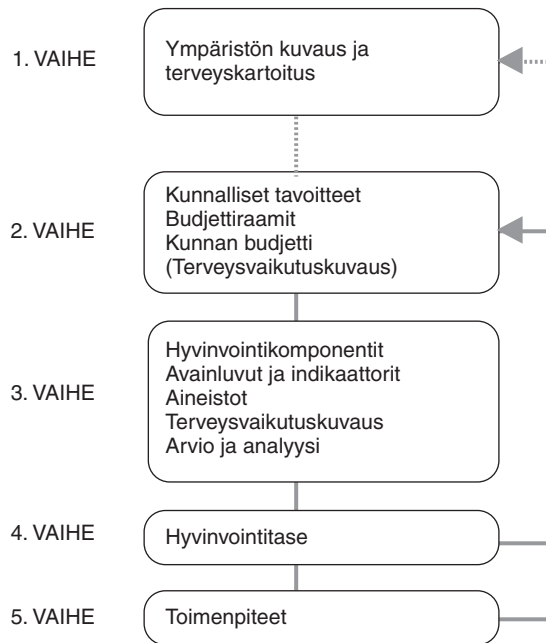 1. VAIHE
Ympäristön kuvaus ja
terveyskartoitus
2. VAIHE
Kunnalliset tavoitteet
Budjettiraamit
Kunnan budjetti
(Terveysvaikutuskuvaus)
3. VAIHE
Hyvinvointikomponentit
Avainluvut ja indikaattorit
Aineistot
Terveysvaikutuskuvaus
Arvio ja analyysi
4. VAIHE
Hyvinvointitase
5. VAIHE
Toimenpiteet